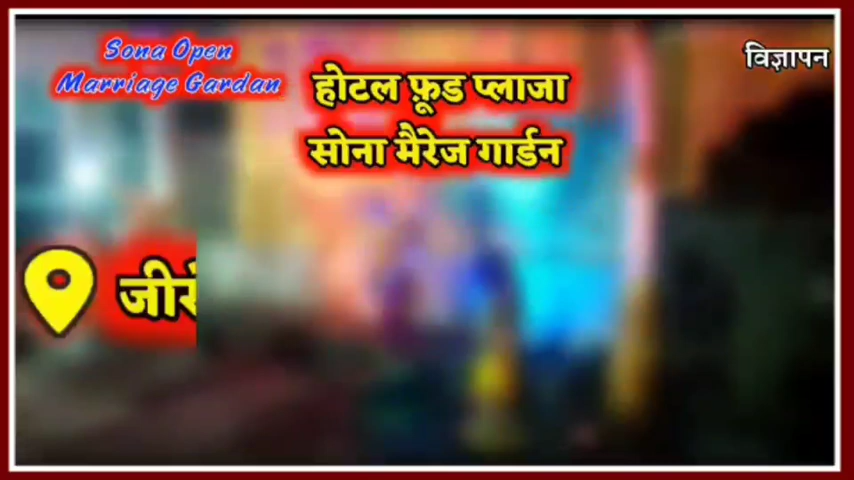 Sona Open
Marriage Gardan
विज्ञापन
होटल फ़ूड प्लाजा
सोना मैरेज गार्डन